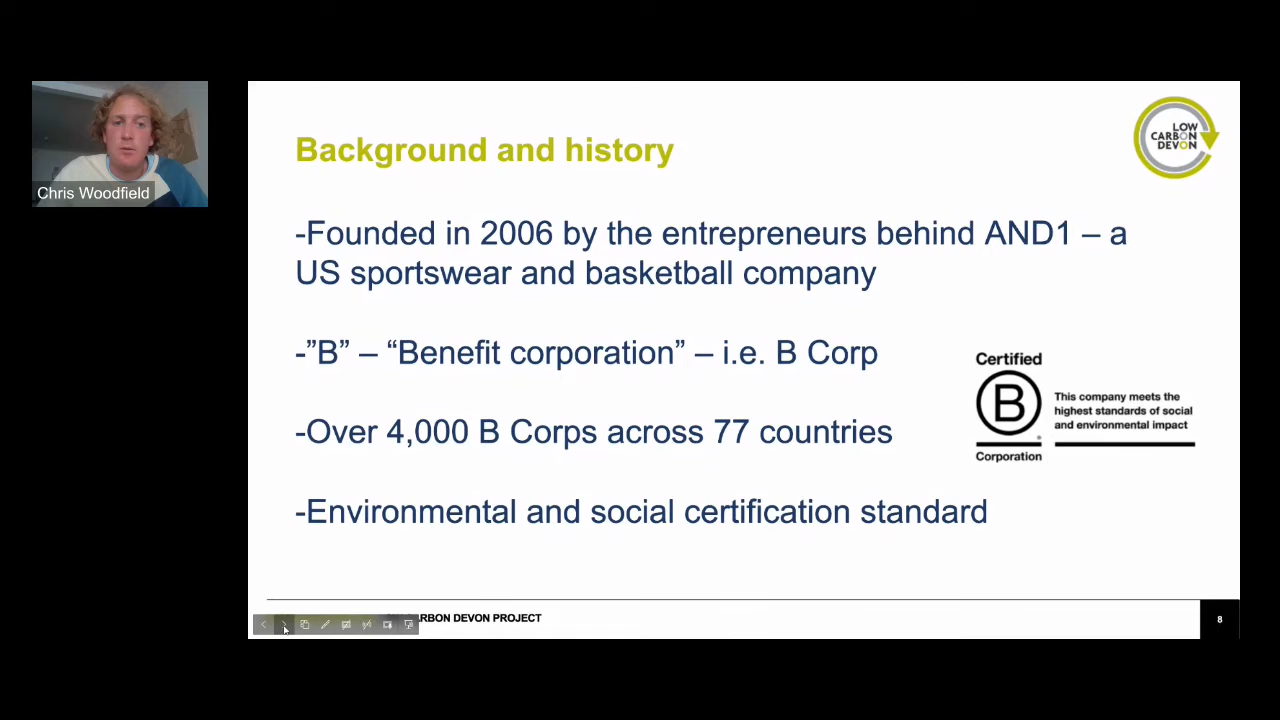 Chris Woodfield
Background and history
LOW
CARBON
DEVON
-Founded in 2006 by the entrepreneurs behind AND1 – a
US sportswear and basketball company
-”B” – “Benefit corporation” – i.e. B Corp
-Over 4,000 B Corps across 77 countries
-Environmental and social certification standard
Certified
B
®
Corporation
This company meets the
highest standards of social
and environmental impact
ARBON DEVON PROJECT
8